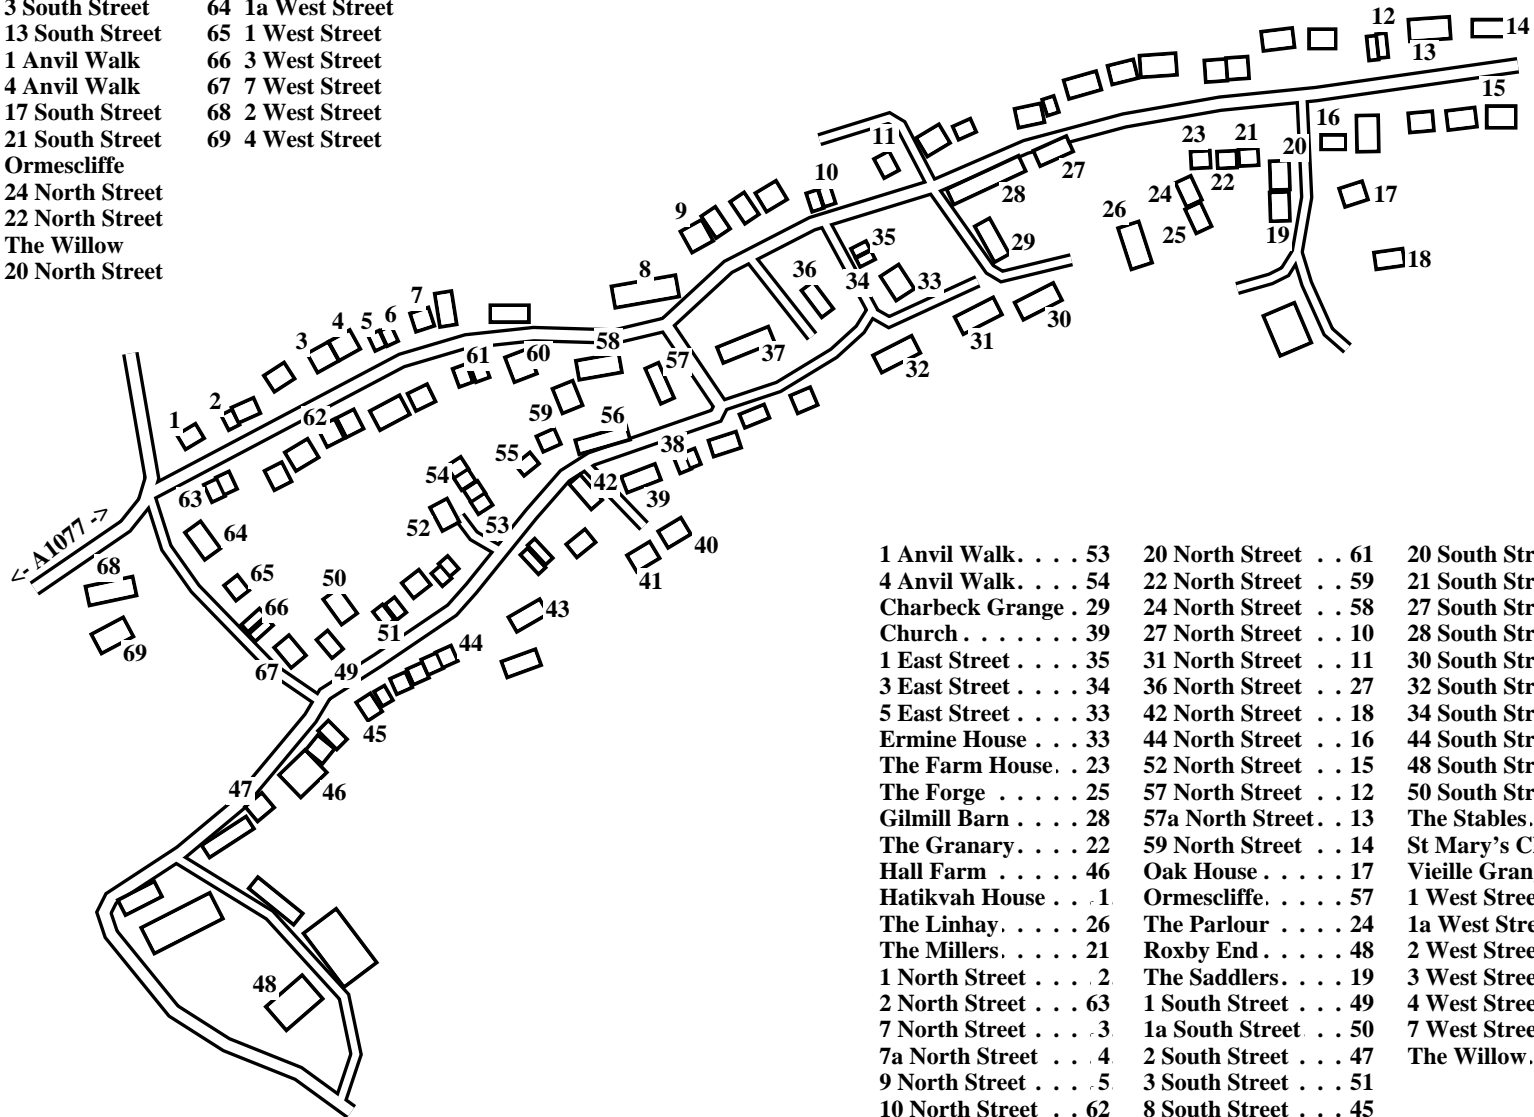 3 South Street 64 1a West Street
13 South Street 65 1 West Street
1 Anvil Walk 66 3 West Street
4 Anvil Walk 67 7 West Street
17 South Street 68 2 West Street
21 South Street 69 4 West Street
Ormescliffe
24 North Street
22 North Street
The Willow
20 North Street
12
14
13
15
16
11
23
21
20
22
27
10
28
24
17
9
26
25
19
35
29
18
8
36
34
33
7
30
6
5
4
58
31
3
37
61
60
57
32
2
62
59
56
1
55
38
54
42
63
39
52
53
64
40
<- A1077 ->
68
41
65
50
66
43
51
44
69
67
49
45
47
46
48
1 Anvil Walk. . . . 53 20 North Street . . 61 20 South Str
4 Anvil Walk. . . . 54 22 North Street . . 59 21 South Stre
Charbeck Grange . 29 24 North Street . . 58 27 South Stre
Church . . . . . . . 39 27 North Street . . 10 28 South Stre
1 East Street . . . . 35 31 North Street . . 11 30 South Stre
3 East Street . . . . 34 36 North Street . . 27 32 South Stre
5 East Street . . . . 33 42 North Street . . 18 34 South Stre
Ermine House . . . 33 44 North Street . . 16 44 South Stre
The Farm House. . 23 52 North Street . . 15 48 South Stre
The Forge . . . . . 25 57 North Street . . 12 50 South Stre
Gilmill Barn . . . . 28 57a North Street. . 13 The Stables.
The Granary. . . . 22 59 North Street . . 14 St Mary's Cl
Hall Farm . . . . . 46 Oak House . . . . . 17 Vieille Gran
Hatikvah House . . . 1. Ormescliffe. . . . . 57 1 West Stree
The Linhay. . . . . 26 The Parlour . . . . 24 1a West Stre
The Millers. . . . . 21 Roxby End . . . . . 48 2 West Stree
1 North Street . . . . 2. The Saddlers. . . . 19 3 West Stree
2 North Street . . . 63 1 South Street . . . 49 4 West Stree
7 North Street . . . . 3. 1a South Street . . 50 7 West Stree
7a North Street . . . 4. 2 South Street . . . 47 The Willow.
9 North Street . . . . 5. 3 South Street . . . 51
10 North Street . . 62 8 South Street . . . 45